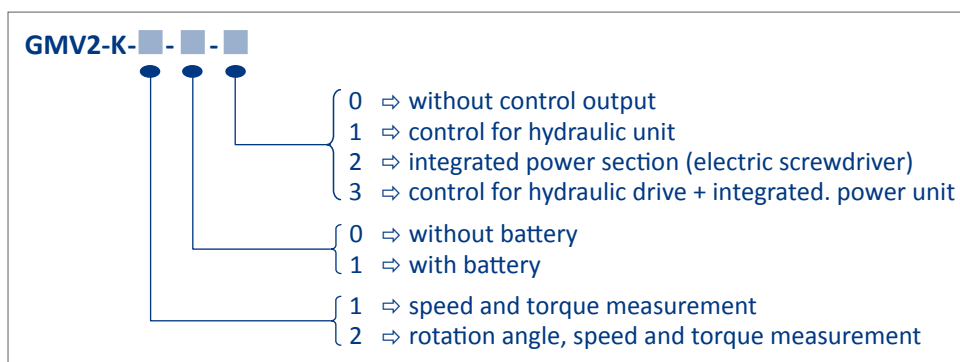 GMV2-K- - -
0 ⇨ without control output
1 ⇨ control for hydraulic unit
2 ⇨ integrated power section (electric screwdriver)
3 ⇨ control for hydraulic drive + integrated. power unit
0 ⇨ without battery
1 ⇨ with battery
1 ⇨ speed and torque measurement
2 ⇨ rotation angle, speed and torque measurement